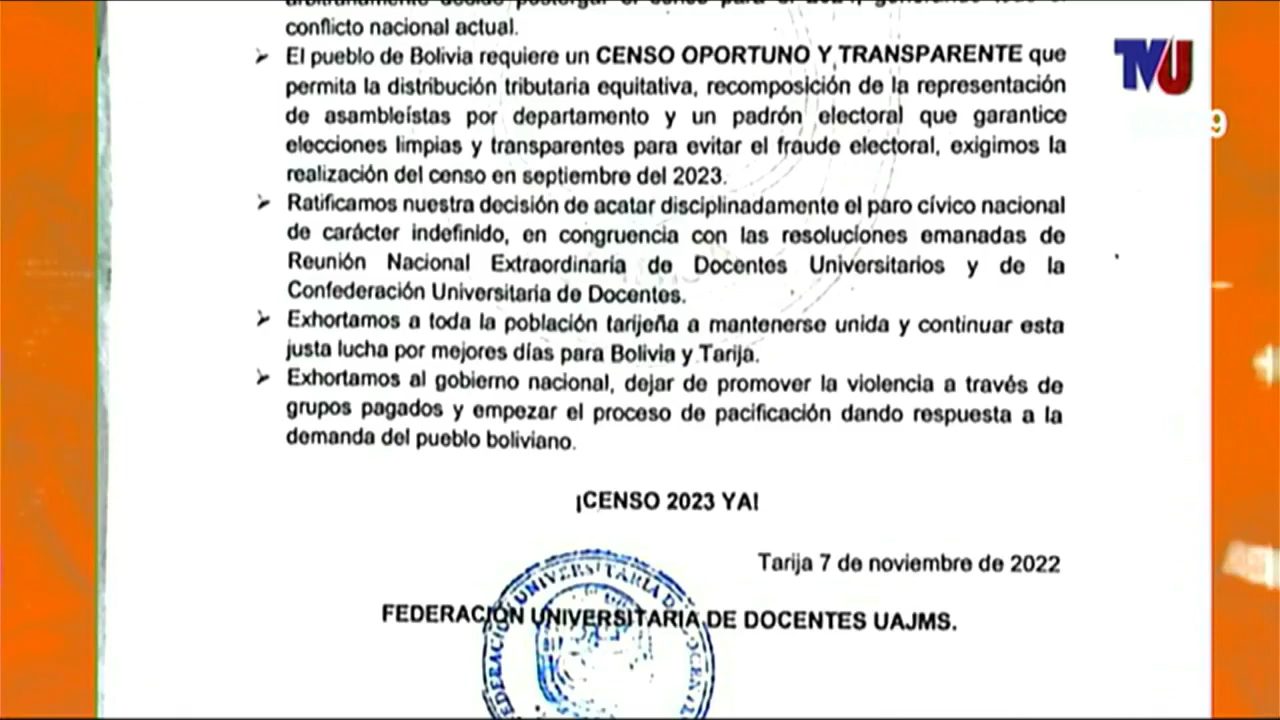 conflicto nacional actual.
➢ El pueblo de Bolivia requiere un CENSO OPORTUNO Y TRANSPARENTE que
permita la distribución tributaria equitativa, recomposición de la representación
de asambleístas por departamento y un padrón electoral que garantice
elecciones limpias y transparentes para evitar el fraude electoral, exigimos la
realización del censo en septiembre del 2023.
➢ Ratificamos nuestra decisión de acatar disciplinadamente el paro cívico nacional
de carácter indefinido, en congruencia con las resoluciones emanadas de
Reunión Nacional Extraordinaria de Docentes Universitarios y de la
Confederación Universitaria de Docentes.
➢ Exhortamos a toda la población tarijeña a mantenerse unida y continuar esta
justa lucha por mejores días para Bolivia y Tarija.
➢ Exhortamos al gobierno nacional, dejar de promover la violencia a través de
grupos pagados y empezar el proceso de pacificación dando respuesta a la
demanda del pueblo boliviano.
¡CENSO 2023 YA!
Tarija 7 de noviembre de 2022
FEDERACIÓN UNIVERSITARIA DE DOCENTES UAJMS.
FEDERACIÓN UNIVERSITARIA DE DOCENTE
TVU